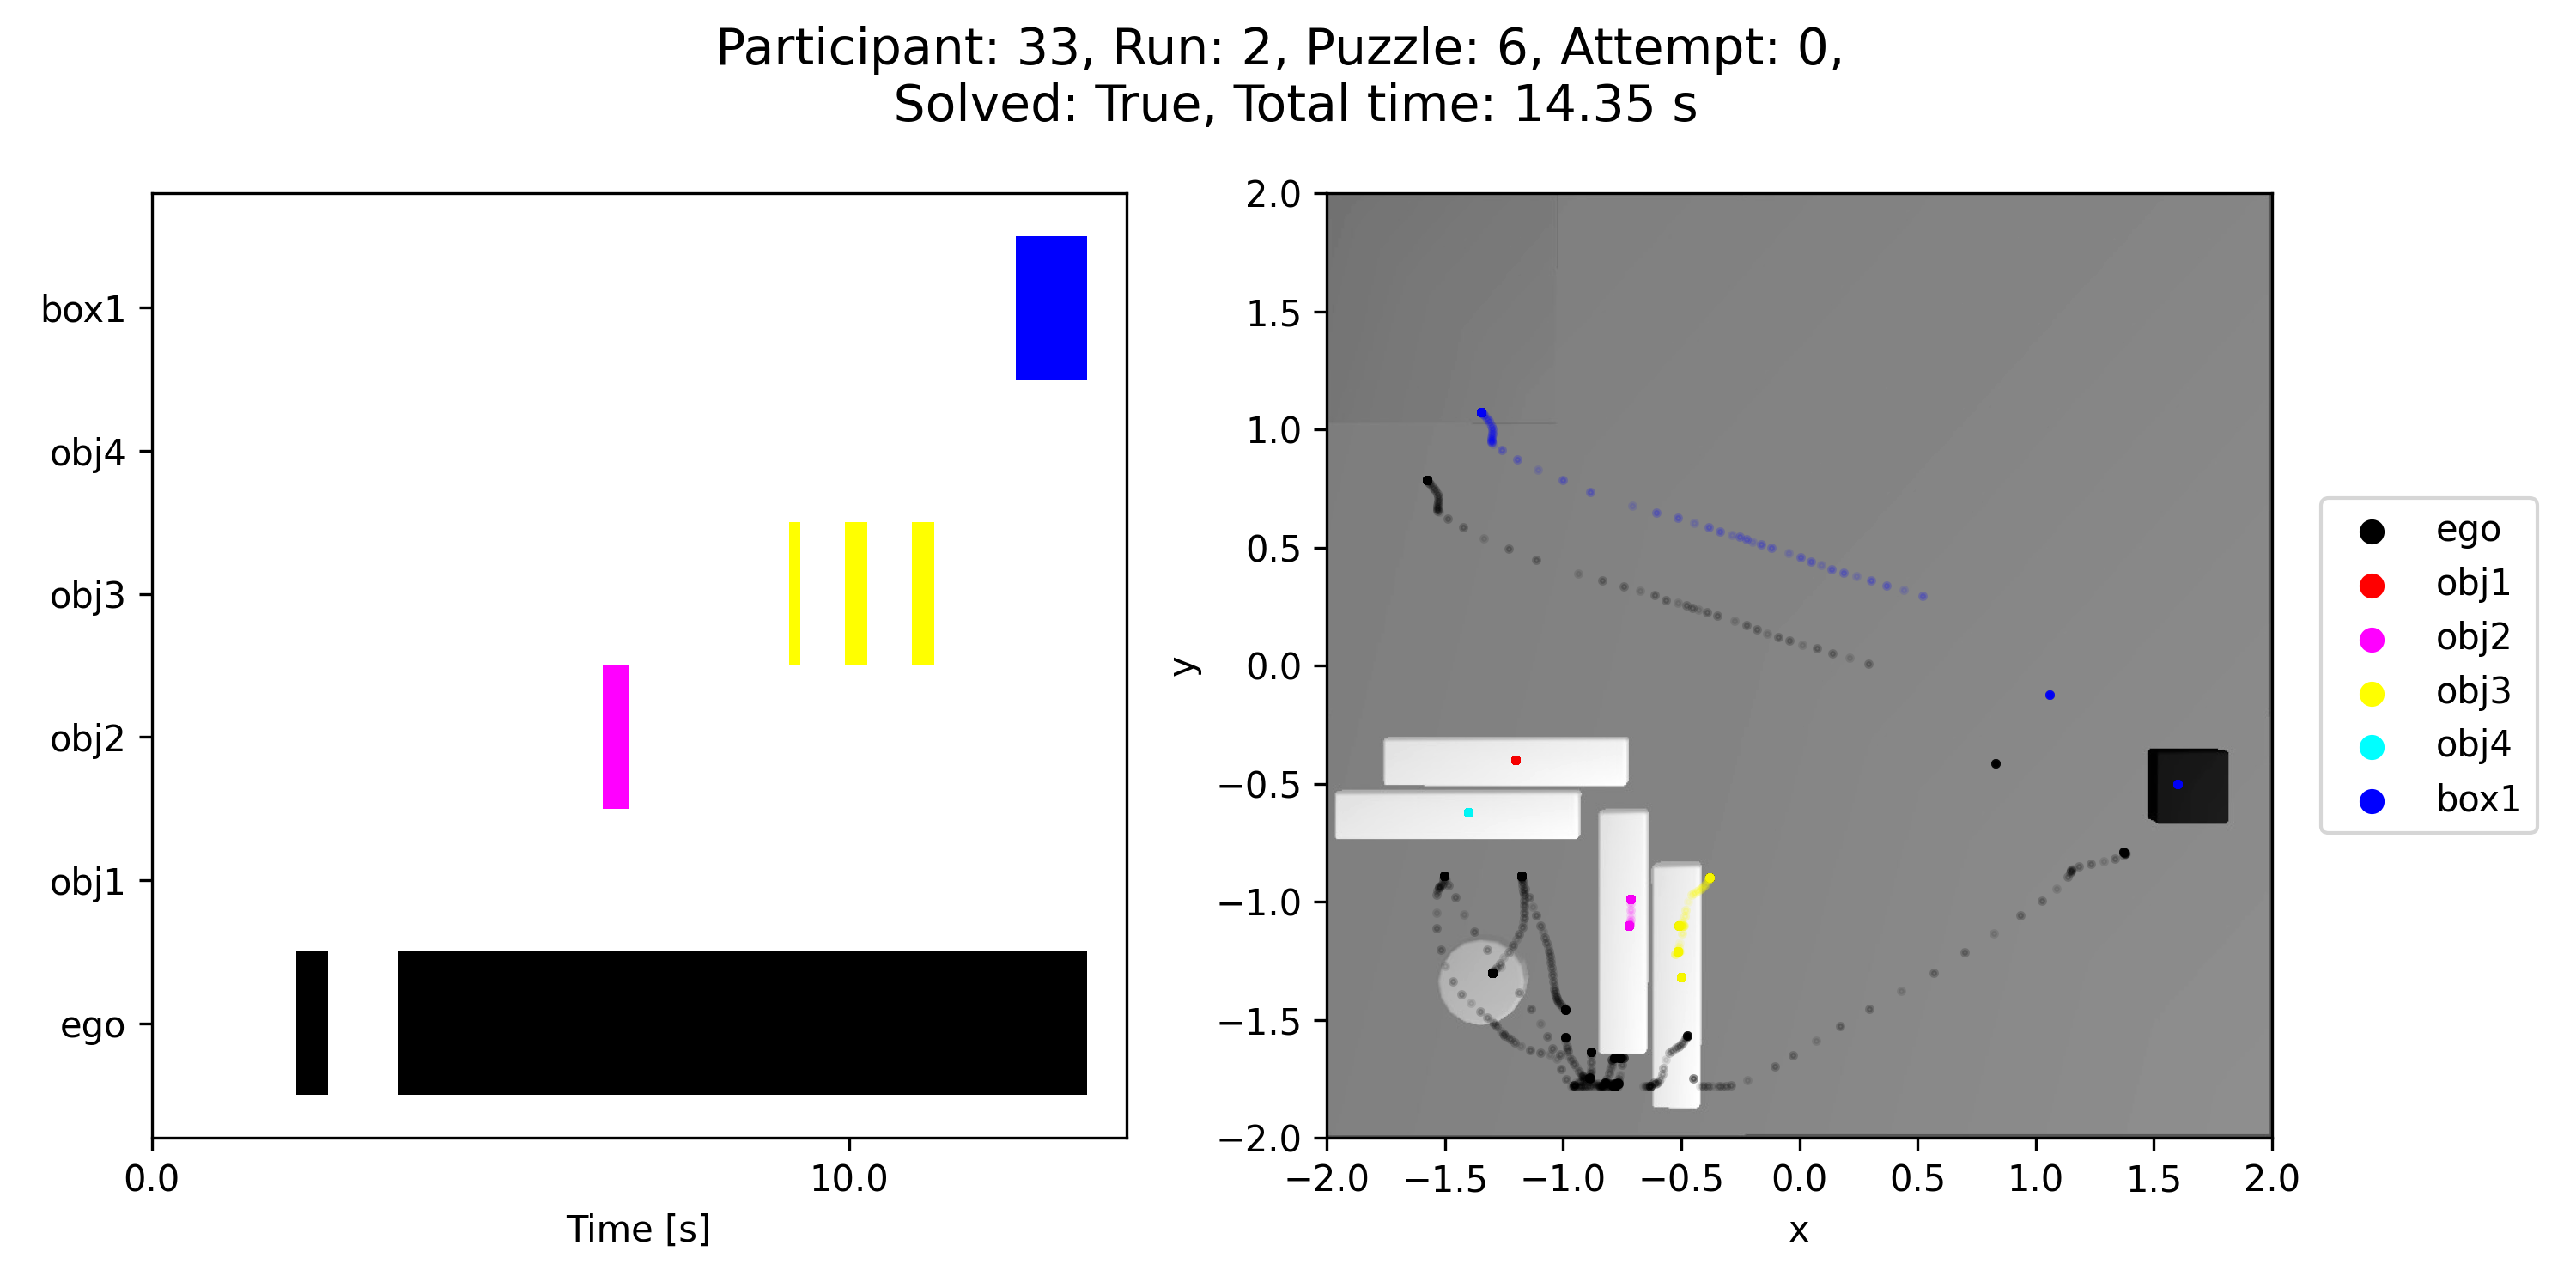 Participant: 33, Run: 2, Puzzle: 6, Attempt: 0,
Solved: True, Total time: 14.35 s
box1
obj4
obj3
obj2
obj1
ego
0.0
10.0
Time [s]
2.0
1.5
1.0
0.5
0.0
−0.5
−1.0
−1.5
−2.0
y
−2.0
−1.5
−1.0
−0.5
0.0
0.5
1.0
1.5
2.0
x
ego
obj1
obj2
obj3
obj4
box1